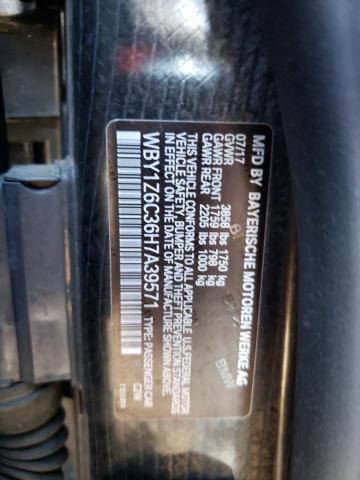 MFD BY BAYERISCHE MOTOREN WERKE AG
07/17
GVWR 3858 lbs 1750 kg
GAWR FRONT 1759 lbs 798 kg
GAWR REAR 2205 lbs 1000 kg
THIS VEHICLE CONFORMS TO ALL APPLICABLE U.S. FEDERAL MOTOR
VEHICLE SAFETY, BUMPER AND THEFT PREVENTION STANDARDS
IN EFFECT ON THE DATE OF MANUFACTURE SHOWN ABOVE.
WBY1Z6C36H7A39571 TYPE: PASSENGER CAR
BMW